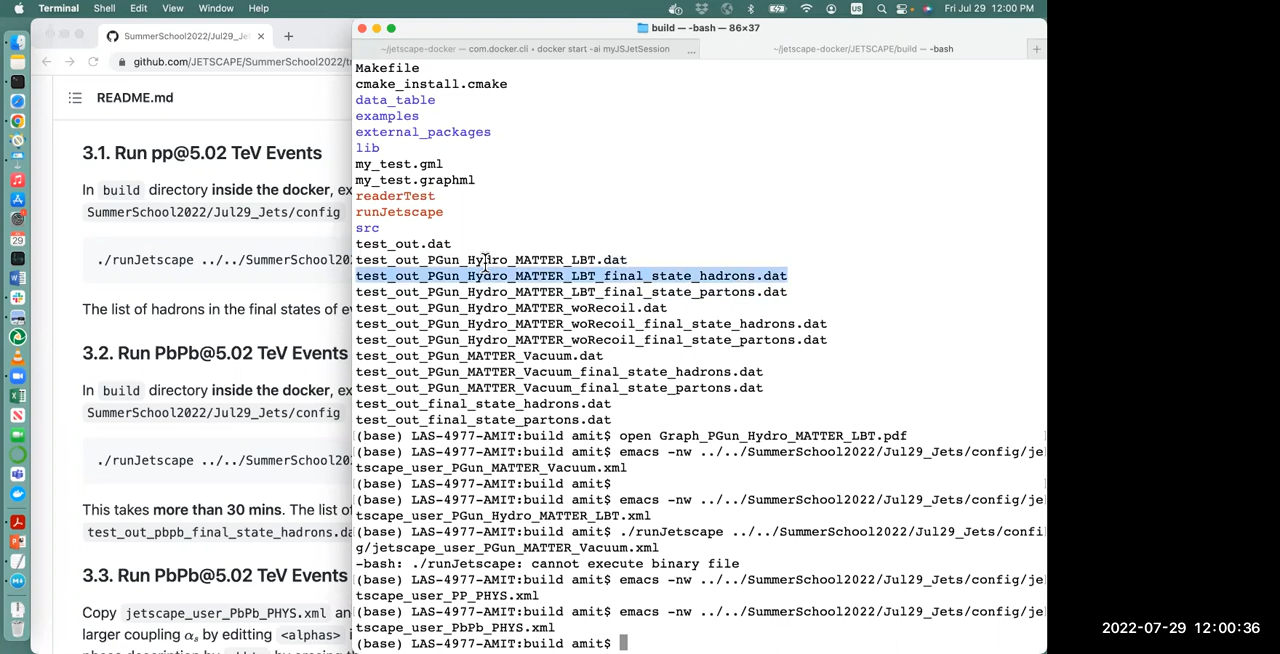 Terminal Shell Edit View Window Help
Fri Jul 29 12:00 PM
US
build — -bash — 86×37
SummerSchool2022/Jul29_Je
~/jetscape-docker — com.docker.cli • docker start -ai myJSJetSession ...
~/jetscape-docker/JETSCAPE/build — -bash
github.com/JETSCAPE/SummerSchool2022/tr
README.md
3.1. Run pp@5.02 TeV Events
In build directory inside the docker, ex
SummerSchool2022/Jul29_Jets/config
./runJetscape ../../SummerSchool20
The list of hadrons in the final states of ev
3.2. Run PbPb@5.02 TeV Events
In build directory inside the docker, ex
SummerSchool2022/Jul29_Jets/config
./runJetscape ../../SummerSchool20
This takes more than 30 mins. The list of
test_out_pbpb_final_state_hadrons.da
3.3. Run PbPb@5.02 TeV Events
Copy jetscape_user_PbPb_PHYS.xml an
larger coupling αs by editting <alphas> i
Makefile
cmake_install.cmake
data_table
examples
external_packages
lib
my_test.gml
my_test.graphml
readerTest
runJetscape
src
test_out.dat
test_out_PGun_Hydro_MATTER_LBT.dat
test_out_PGun_Hydro_MATTER_LBT_final_state_hadrons.dat
test_out_PGun_Hydro_MATTER_LBT_final_state_partons.dat
test_out_PGun_Hydro_MATTER_woRecoil.dat
test_out_PGun_Hydro_MATTER_woRecoil_final_state_hadrons.dat
test_out_PGun_Hydro_MATTER_woRecoil_final_state_partons.dat
test_out_PGun_MATTER_Vacuum.dat
test_out_PGun_MATTER_Vacuum_final_state_hadrons.dat
test_out_PGun_MATTER_Vacuum_final_state_partons.dat
test_out_final_state_hadrons.dat
test_out_final_state_partons.dat
[(base) LAS-4977-AMIT:build amit$ open Graph_PGun_Hydro_MATTER_LBT.pdf ]
[(base) LAS-4977-AMIT:build amit$ emacs -nw ../../SummerSchool2022/Jul29_Jets/config/je
tscape_user_PGun_MATTER_Vacuum.xml
[(base) LAS-4977-AMIT:build amit$ ]
[(base) LAS-4977-AMIT:build amit$ emacs -nw ../../SummerSchool2022/Jul29_Jets/config/je
tscape_user_PGun_Hydro_MATTER_LBT.xml
[(base) LAS-4977-AMIT:build amit$ ./runJetscape ../../SummerSchool2022/Jul29_Jets/confi
g/jetscape_user_PGun_MATTER_Vacuum.xml
-bash: ./runJetscape: cannot execute binary file
[(base) LAS-4977-AMIT:build amit$ emacs -nw ../../SummerSchool2022/Jul29_Jets/config/je
tscape_user_PP_PHYS.xml
[(base) LAS-4977-AMIT:build amit$ emacs -nw ../../SummerSchool2022/Jul29_Jets/config/je
tscape_user_PbPb_PHYS.xml
(base) LAS-4977-AMIT:build amit$
2022-07-29 12:00:36